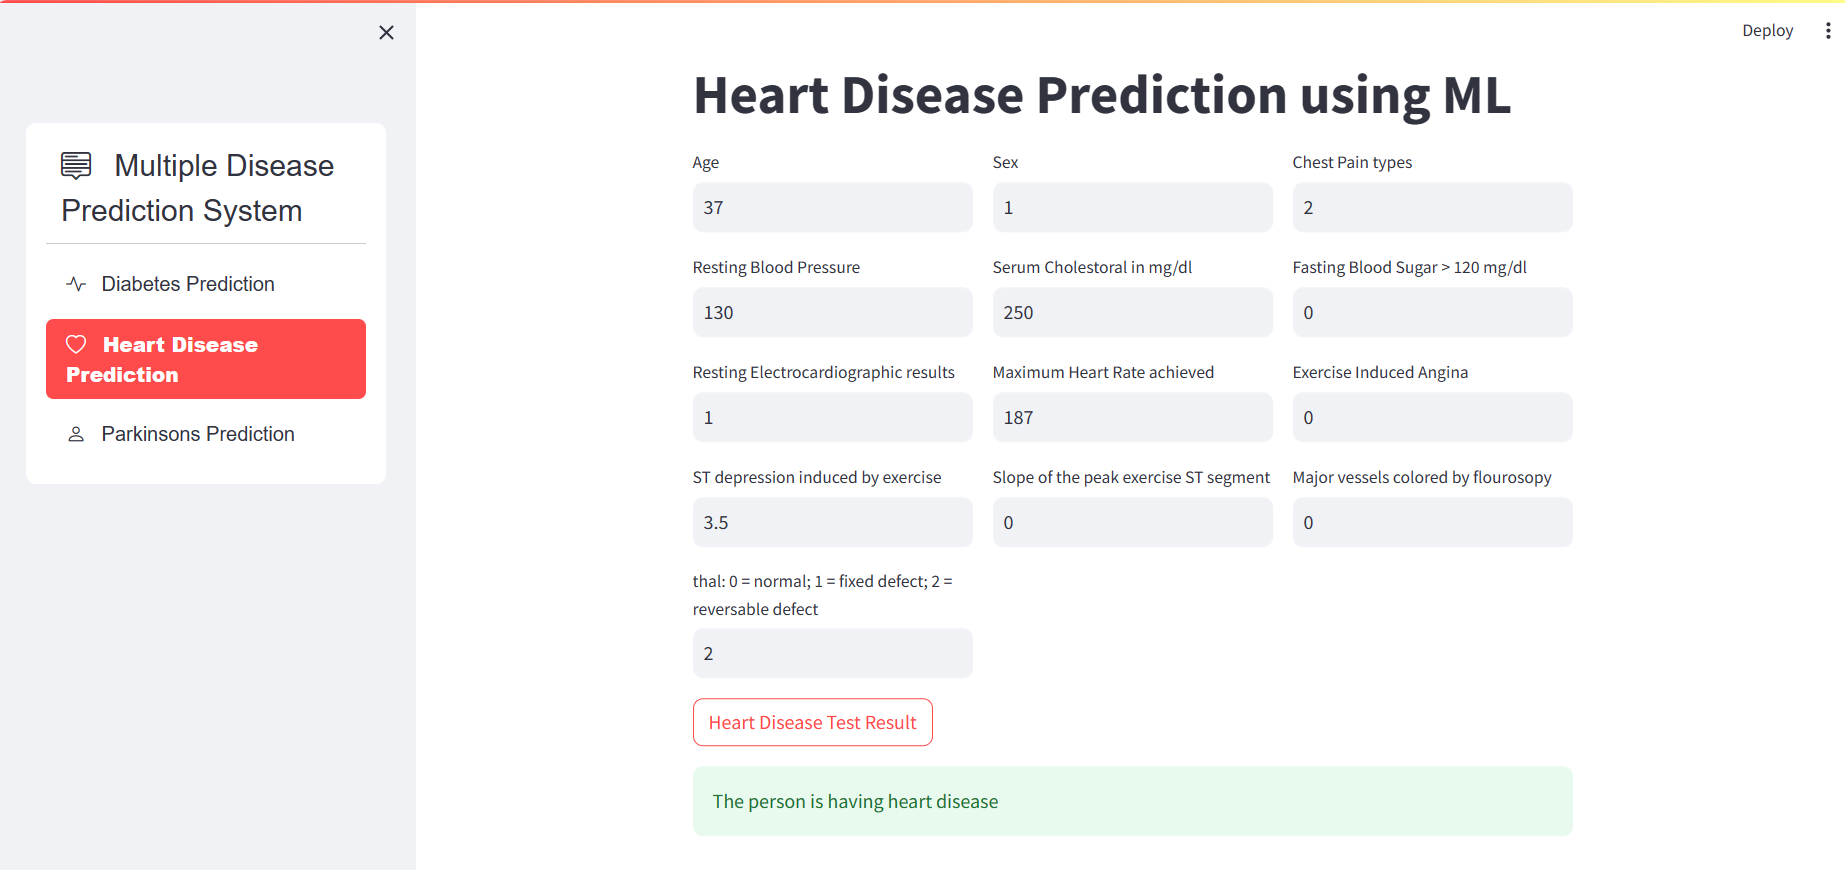 Deploy
Multiple Disease
Prediction System
Diabetes Prediction
Heart Disease
Prediction
Parkinsons Prediction
Heart Disease Prediction using ML
Age
37
Sex
1
Chest Pain types
2
Resting Blood Pressure
130
Serum Cholestoral in mg/dl
250
Fasting Blood Sugar > 120 mg/dl
0
Resting Electrocardiographic results
1
Maximum Heart Rate achieved
187
Exercise Induced Angina
0
ST depression induced by exercise
3.5
Slope of the peak exercise ST segment
0
Major vessels colored by flourosopy
0
thal: 0 = normal; 1 = fixed defect; 2 =
reversable defect
2
Heart Disease Test Result
The person is having heart disease